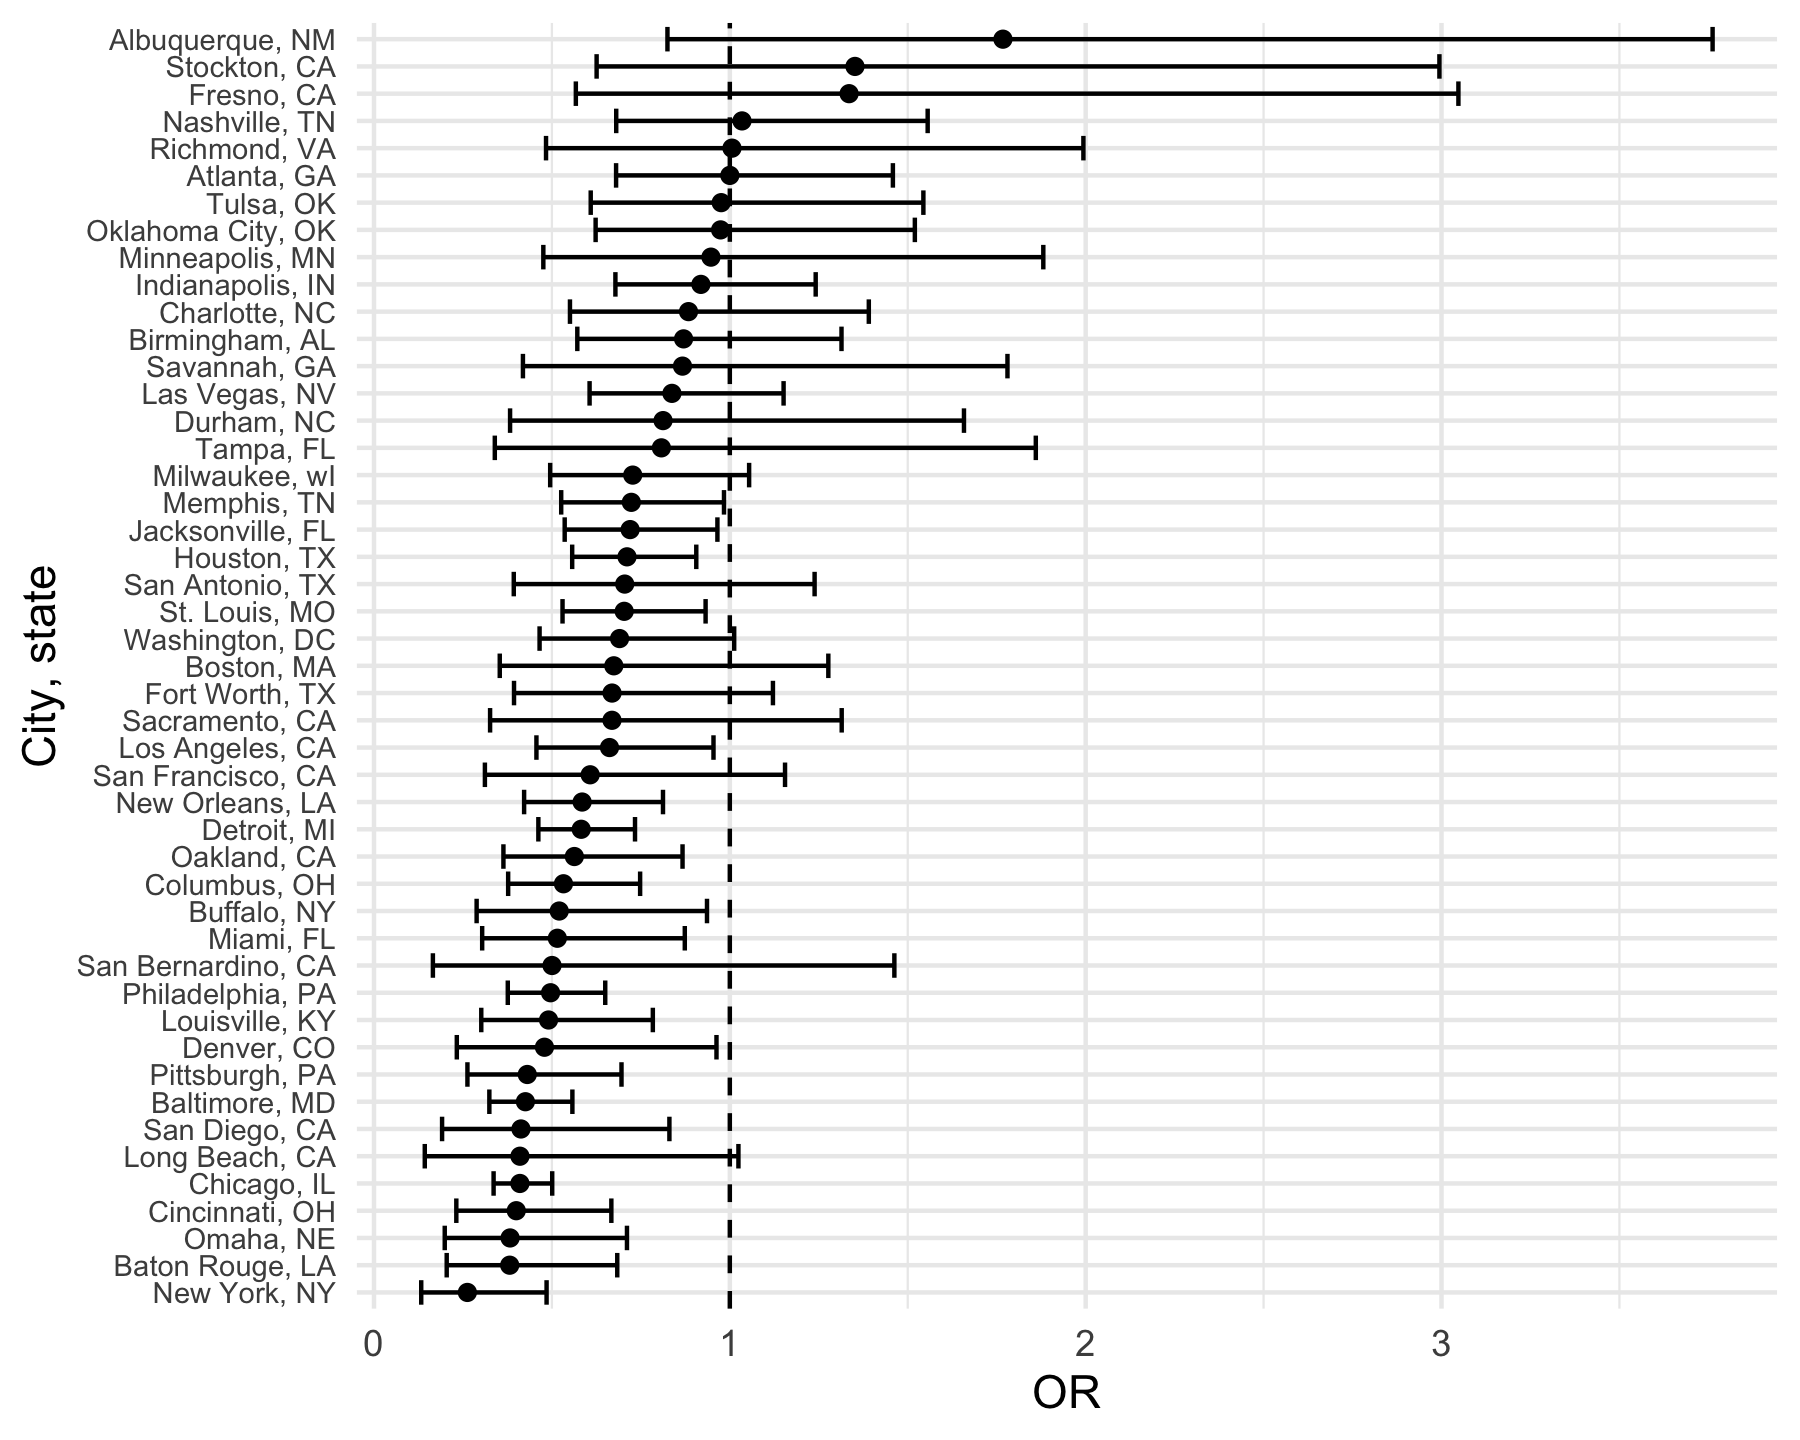 Albuquerque, NM
Stockton, CA
Fresno, CA
Nashville, TN
Richmond, VA
Atlanta, GA
Tulsa, OK
Oklahoma City, OK
Minneapolis, MN
Indianapolis, IN
Charlotte, NC
Birmingham, AL
Savannah, GA
Las Vegas, NV
Durham, NC
Tampa, FL
Milwaukee, wI
Memphis, TN
Jacksonville, FL
Houston, TX
San Antonio, TX
St. Louis, MO
Washington, DC
Boston, MA
Fort Worth, TX
Sacramento, CA
Los Angeles, CA
San Francisco, CA
New Orleans, LA
Detroit, MI
Oakland, CA
Columbus, OH
Buffalo, NY
Miami, FL
San Bernardino, CA
Philadelphia, PA
Louisville, KY
Denver, CO
Pittsburgh, PA
Baltimore, MD
San Diego, CA
Long Beach, CA
Chicago, IL
Cincinnati, OH
Omaha, NE
Baton Rouge, LA
New York, NY
City, state
0 1 2 3
OR